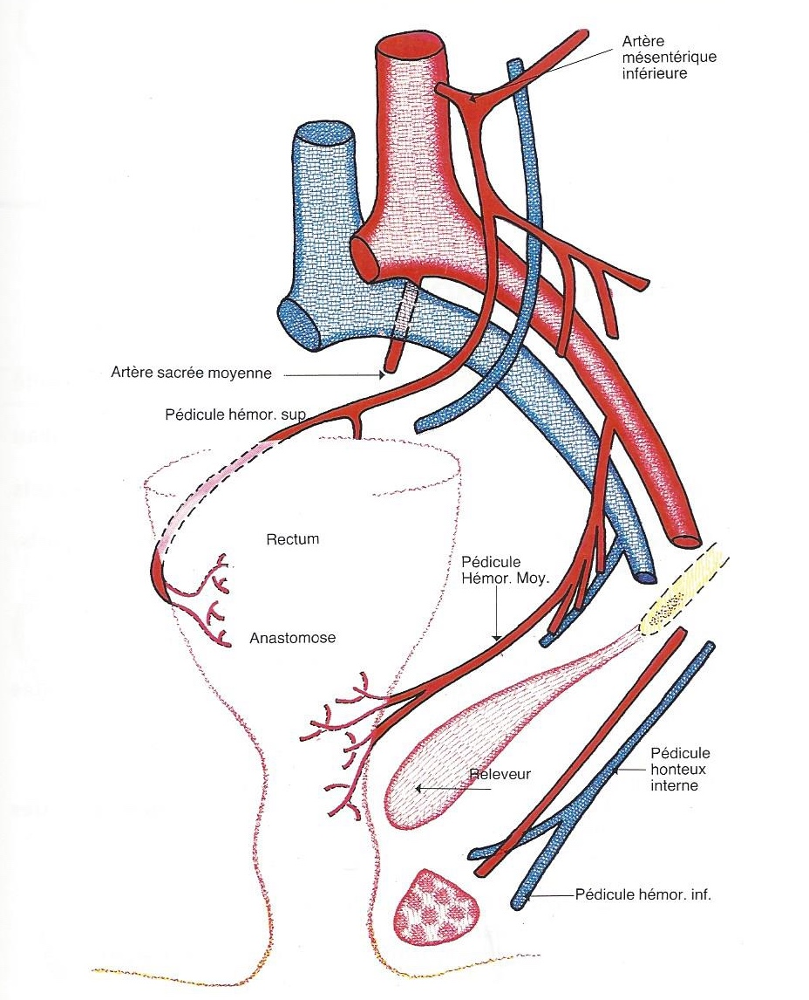 Artère
mésentérique
inférieure
Artère sacrée moyenne
Pédicule hémor. sup
Rectum
Pédicule
Hémor. Moy.
Anastomose
Pédicule
honteux
interne
Releveur
Pédicule hémor. inf.